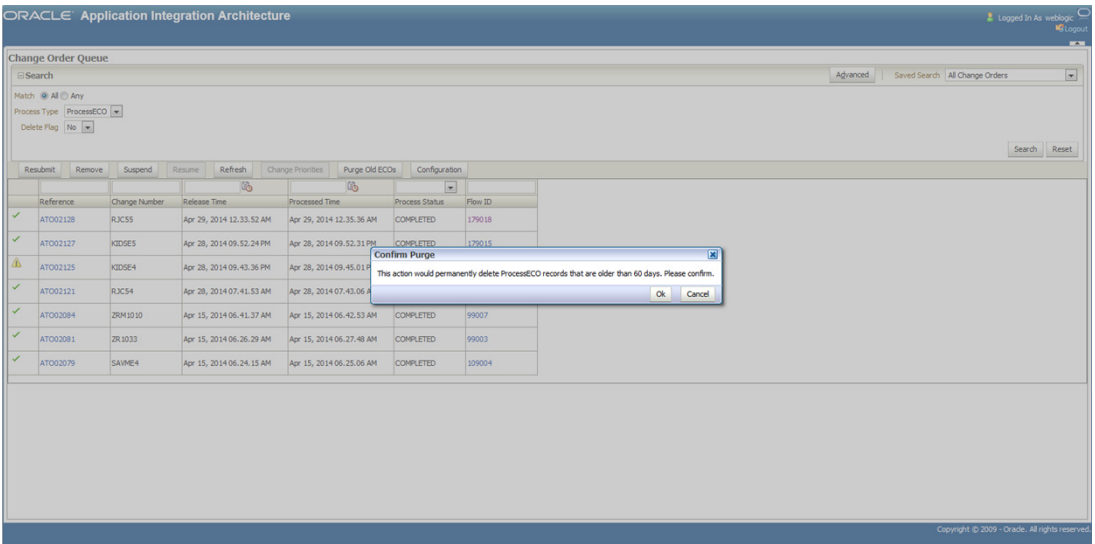 ORACLE Application Integration Architecture
Logged In As weblogic
Logout
Change Order Queue
Search
Advanced Saved Search All Change Orders
Match All Any
Process Type ProcessECO
Delete Flag No
Search Reset
Resubmit Remove Suspend Resume Refresh Change Priorities Purge Old ECOs Configuration
Reference Change Number Release Time Processed Time Process Status Flow ID
ATO02128 RJC55 Apr 29, 2014 12.33.52 AM Apr 29, 2014 12.35.36 AM COMPLETED 179018
ATO02127 KIDSE5 Apr 28, 2014 09.52.24 PM Apr 28, 2014 09.52.31 PM COMPLETED 179015
Confirm Purge
ATO02125 KIDSE4 Apr 28, 2014 09.43.36 PM Apr 28, 2014 09.45.01 P
This action would permanently delete ProcessECO records that are older than 60 days. Please confirm.
Ok Cancel
ATO02121 RJC54 Apr 28, 2014 07.41.53 AM Apr 28, 2014 07.43.06 A
ATO02084 ZRM1010 Apr 15, 2014 06.41.37 AM Apr 15, 2014 06.42.53 AM COMPLETED 99007
ATO02081 ZR1033 Apr 15, 2014 06.26.29 AM Apr 15, 2014 06.27.48 AM COMPLETED 99003
ATO02079 SAVME4 Apr 15, 2014 06.24.15 AM Apr 15, 2014 06.25.06 AM COMPLETED 109004
Copyright © 2009 - Oracle. All rights reserved.